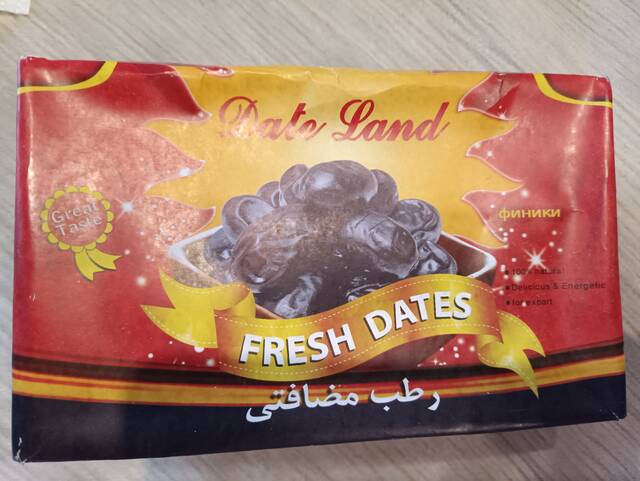 Date Land
Great
Taste
финики
100% natural
Delicious & Energetic
for export
FRESH DATES
رطب مضافتی